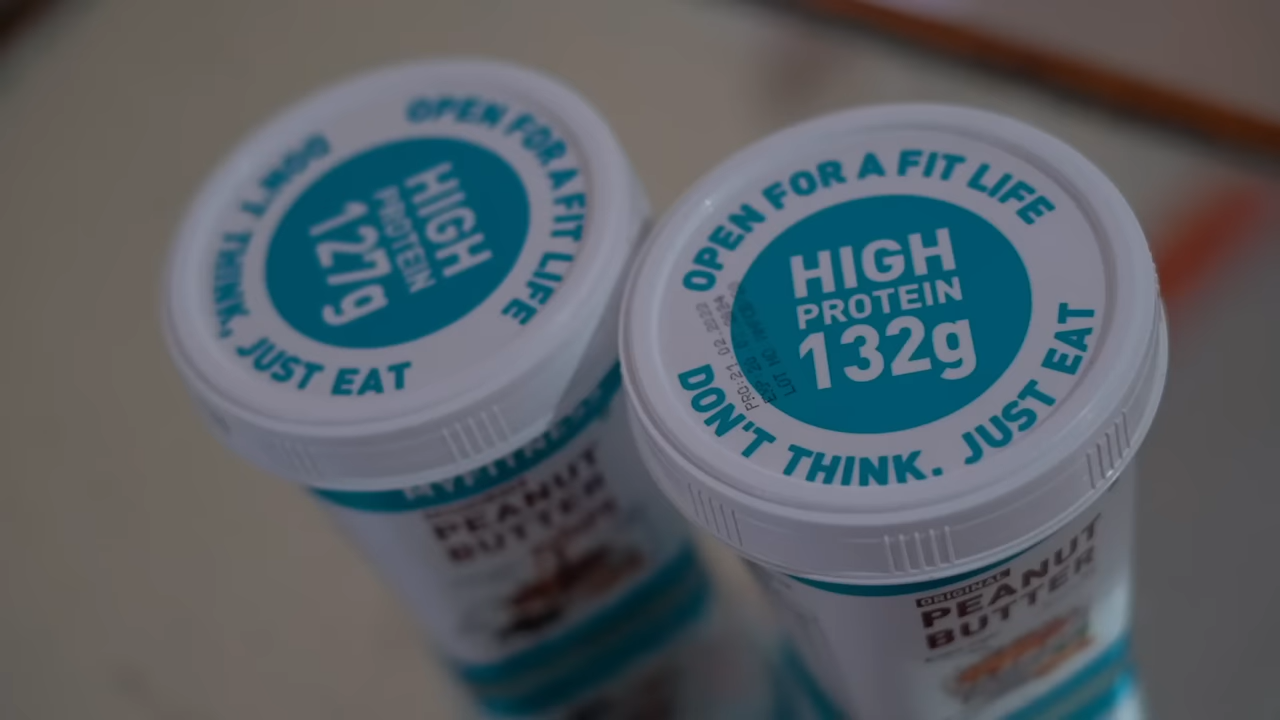 OPEN FOR A FIT LIFE
HIGH
PROTEIN
127g
DON'T THINK. JUST EAT
PEANUT
BUTTER
OPEN FOR A FIT LIFE
HIGH
PROTEIN
132g
DON'T THINK. JUST EAT
ORIGINAL
PEANUT
BUTTER